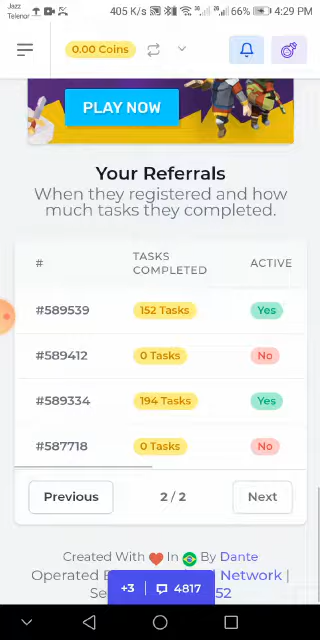 Jazz
Telenor
405 K/s
66%
4:29 PM
0.00 Coins
PLAY NOW
Your Referrals
When they registered and how
much tasks they completed.
# TASKS COMPLETED ACTIVE
#589539 152 Tasks Yes
#589412 0 Tasks No
#589334 194 Tasks Yes
#587718 0 Tasks No
Previous 2 / 2 Next
Created With In By Dante
Operated Network |
+3 4817
52